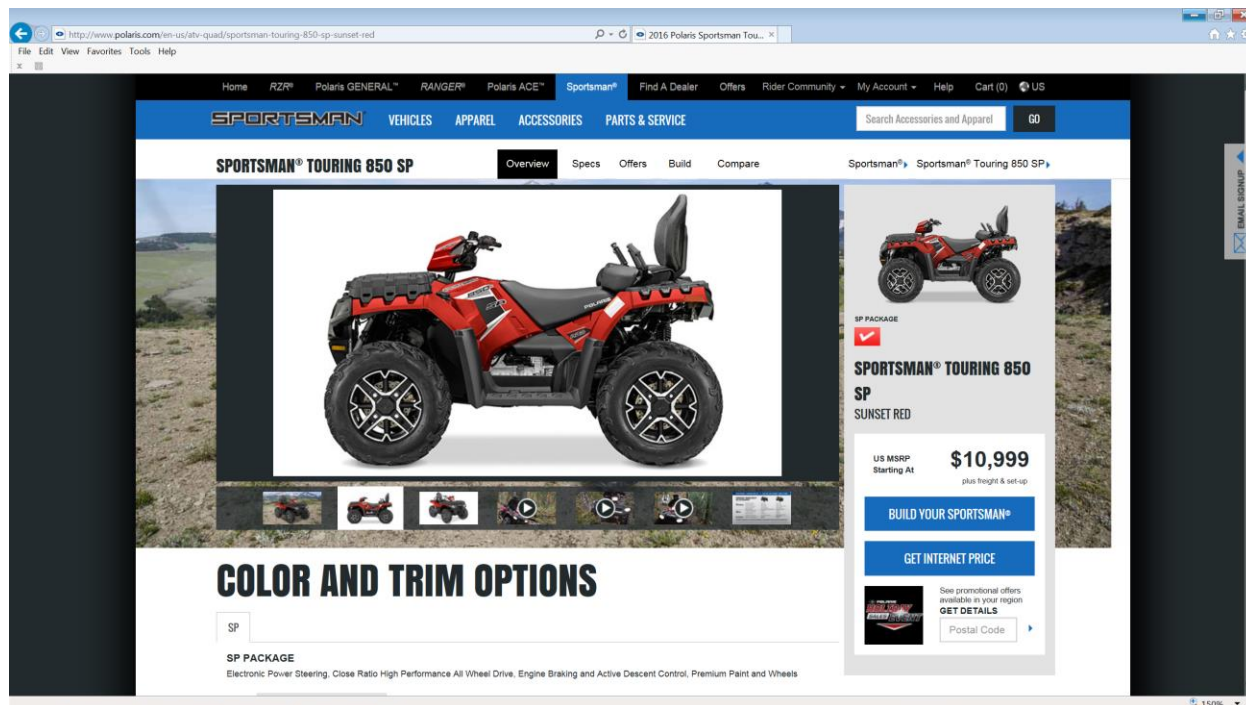 http://www.polaris.com/en-us/atv-quad/sportsman-touring-850-sp-sunset-red
2016 Polaris Sportsman Tou...
File Edit View Favorites Tools Help
Home RZR® Polaris GENERAL™ RANGER® Polaris ACE™ Sportsman® Find A Dealer Offers Rider Community My Account Help Cart (0) US
SPORTSMAN VEHICLES APPAREL ACCESSORIES PARTS & SERVICE Search Accessories and Apparel GO
SPORTSMAN® TOURING 850 SP Overview Specs Offers Build Compare Sportsman® Sportsman® Touring 850 SP
EMAIL SIGNUP
850
SP
POLARIS
SP PACKAGE
SPORTSMAN® TOURING 850
SP
SUNSET RED
US MSRP
Starting At
$10,999
plus freight & set-up
BUILD YOUR SPORTSMAN®
GET INTERNET PRICE
See promotional offers
available in your region
GET DETAILS
Postal Code
COLOR AND TRIM OPTIONS
SP
SP PACKAGE
Electronic Power Steering, Close Ratio High Performance All Wheel Drive, Engine Braking and Active Descent Control, Premium Paint and Wheels
150%